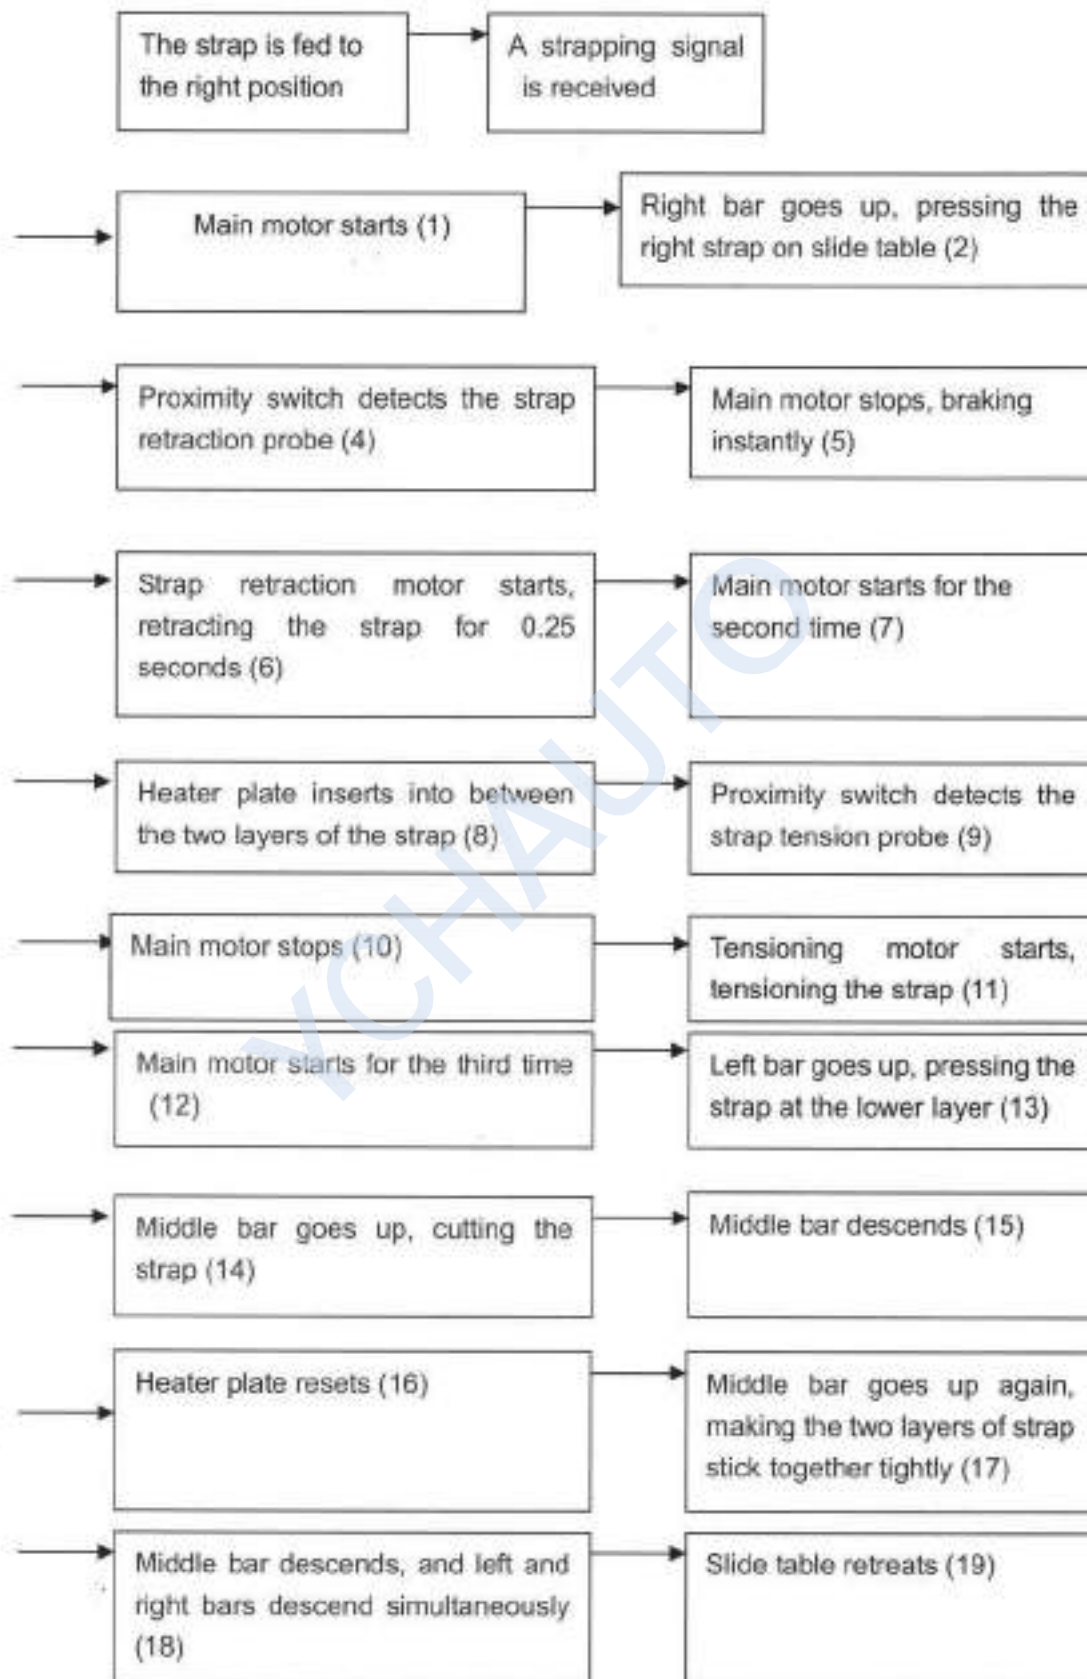 The strap is fed to
the right position
A strapping signal
is received
Main motor starts (1)
Right bar goes up, pressing the
right strap on slide table (2)
Proximity switch detects the strap
retraction probe (4)
Main motor stops, braking
instantly (5)
Strap retraction motor starts,
retracting the strap for 0.25
seconds (6)
Main motor starts for the
second time (7)
Heater plate inserts into between
the two layers of the strap (8)
Proximity switch detects the
strap tension probe (9)
Main motor stops (10)
Tensioning motor starts,
tensioning the strap (11)
Main motor starts for the third time
(12)
Left bar goes up, pressing the
strap at the lower layer (13)
Middle bar goes up, cutting the
strap (14)
Middle bar descends (15)
Heater plate resets (16)
Middle bar goes up again,
making the two layers of strap
stick together tightly (17)
Middle bar descends, and left and
right bars descend simultaneously
(18)
Slide table retreats (19)
YCHAUTO